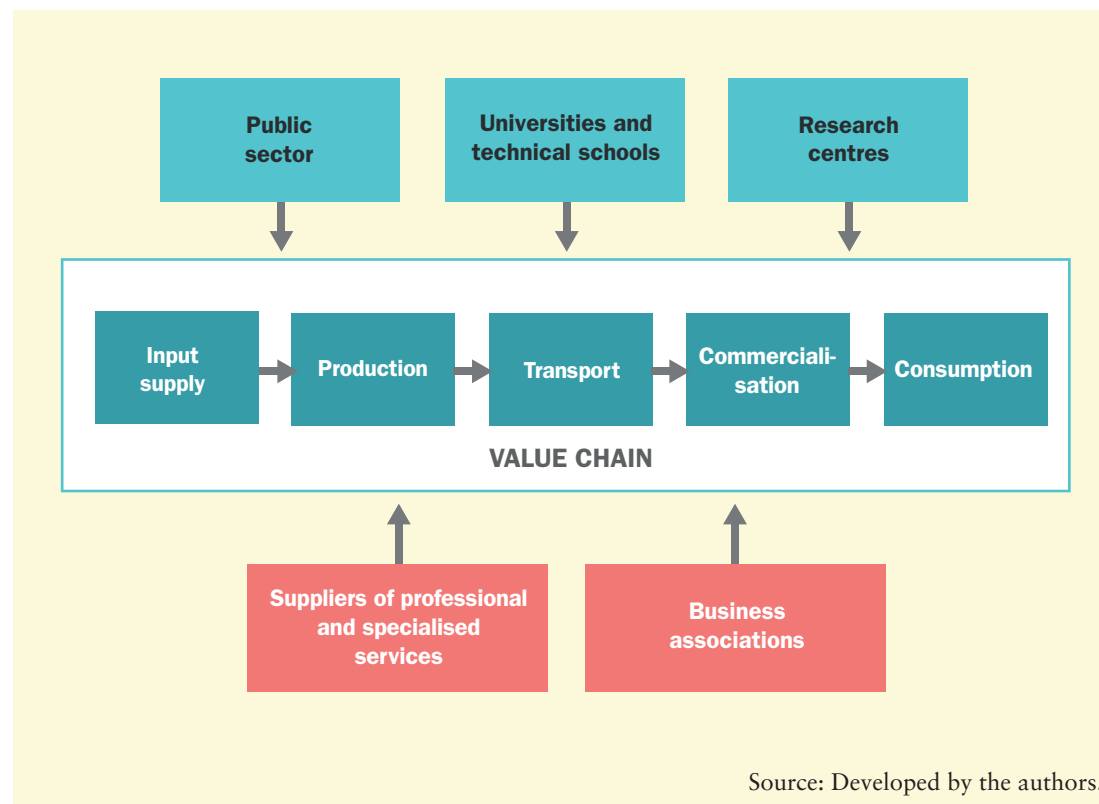 Public
sector
Universities and
technical schools
Research
centres
Input
supply
Production
Transport
Commerciali-
sation
Consumption
VALUE CHAIN
Suppliers of professional
and specialised
services
Business
associations
Source: Developed by the authors.